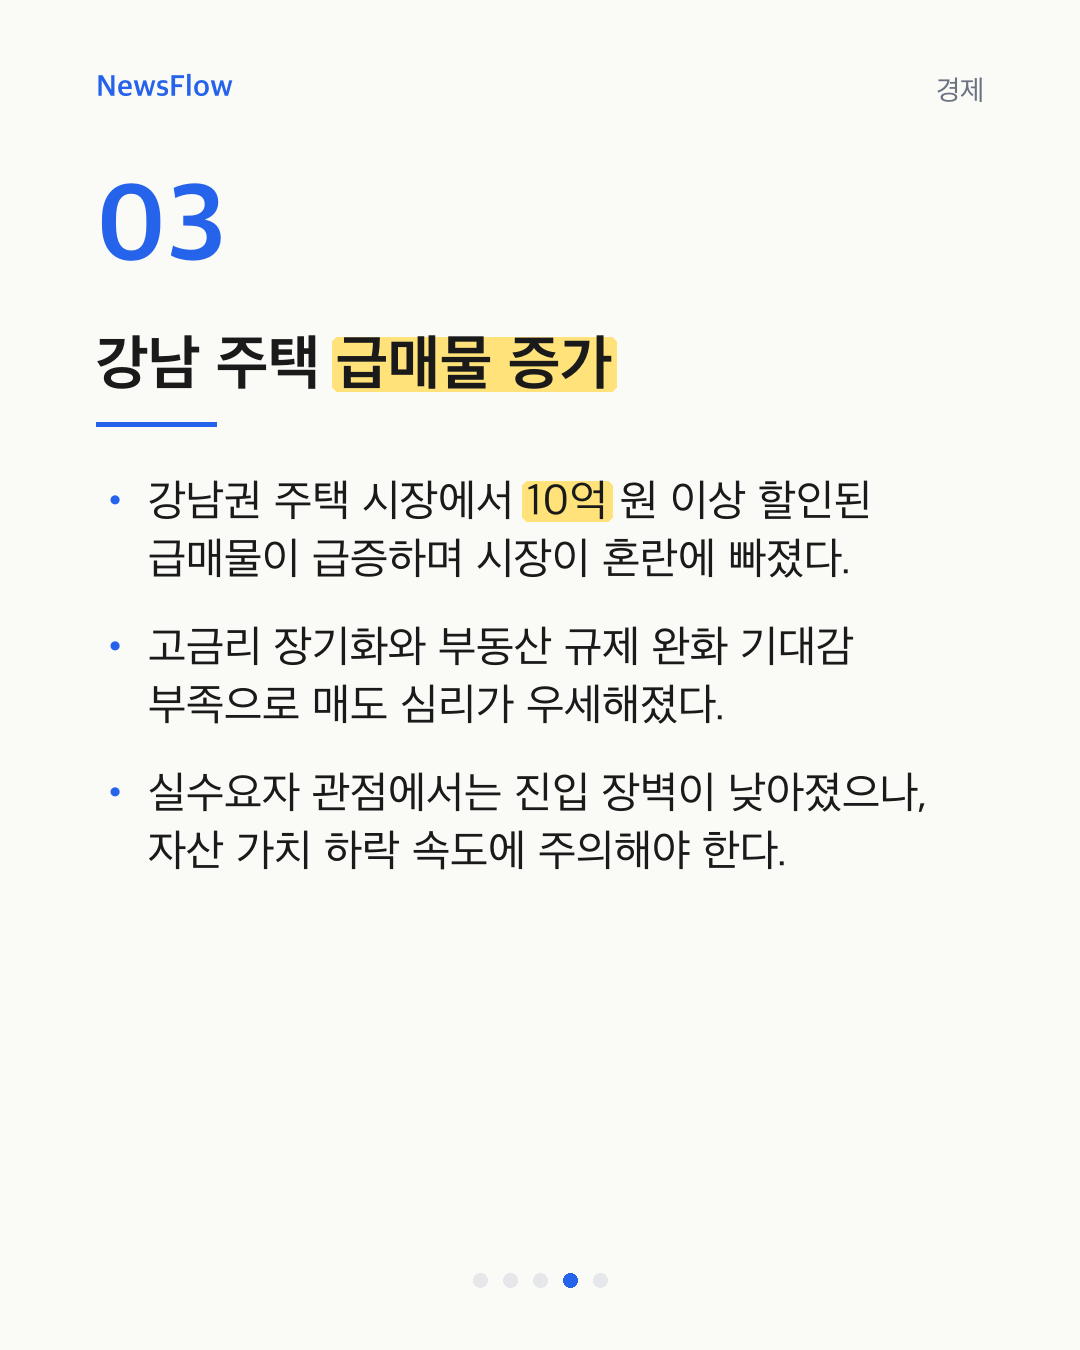 NewsFlow
경제
03
강남 주택 급매물 증가
• 강남권 주택 시장에서 10억 원 이상 할인된
급매물이 급증하며 시장이 혼란에 빠졌다.
• 고금리 장기화와 부동산 규제 완화 기대감
부족으로 매도 심리가 우세해졌다.
• 실수요자 관점에서는 진입 장벽이 낮아졌으나,
자산 가치 하락 속도에 주의해야 한다.